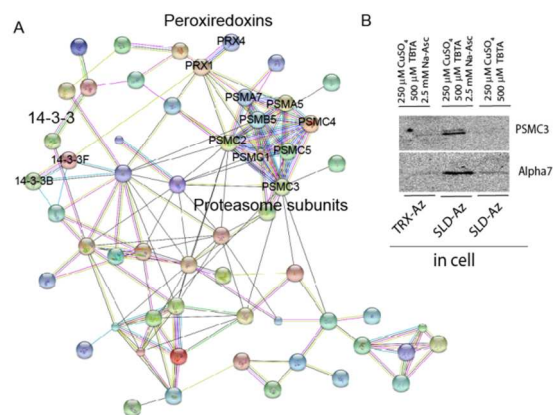 A
Peroxiredoxins
PRX4
PRX1
14-3-3
14-3-3F
14-3-3B
PSMA7
PSMA5
PSMB5
PSMC4
PSMC2
PSMC1
PSMC5
PSMC3
Proteasome subunits
B
250 µM CuSO4
500 µM TBTA
2.5 mM Na-Asc
250 µM CuSO4
500 µM TBTA
2.5 mM Na-Asc
250 µM CuSO4
500 µM TBTA
PSMC3
Alpha7
TRX-Az
SLD-Az
SLD-Az
in cell